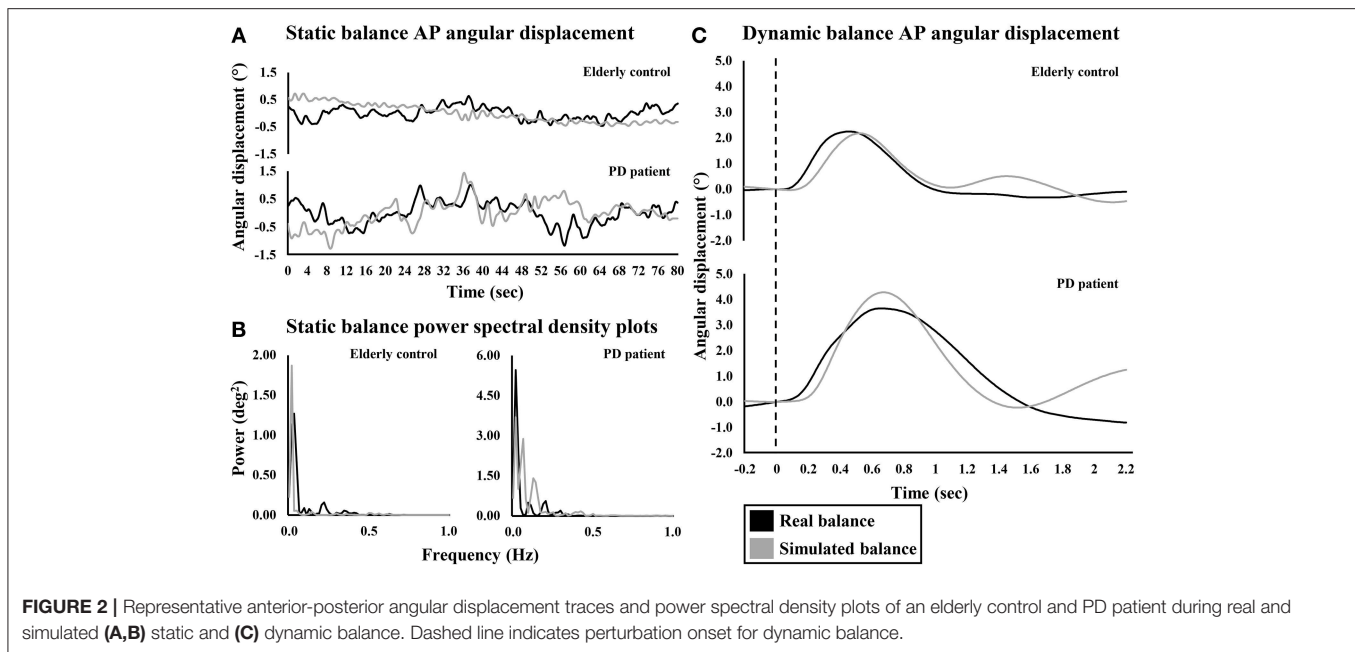 A Static balance AP angular displacement
Elderly control
1.5
0.5
-0.5
-1.5
PD patient
1.5
0.5
-0.5
-1.5
Angular displacement (°)
0 4 8 12 16 20 24 28 32 36 40 44 48 52 56 60 64 68 72 76 80
Time (sec)
B Static balance power spectral density plots
Elderly control
2.00
1.00
0.50
0.00
0.0 0.5 1.0
PD patient
6.00
4.50
3.00
1.50
0.00
0.0 0.5 1.0
Power (deg²)
Frequency (Hz)
C Dynamic balance AP angular displacement
Elderly control
5.0
4.0
3.0
2.0
1.0
0.0
-1.0
-2.0
PD patient
5.0
4.0
3.0
2.0
1.0
0.0
-1.0
-2.0
Angular displacement (°)
-0.2 0 0.2 0.4 0.6 0.8 1 1.2 1.4 1.6 1.8 2 2.2
Time (sec)
Real balance
Simulated balance
FIGURE 2 | Representative anterior-posterior angular displacement traces and power spectral density plots of an elderly control and PD patient during real and
simulated (A,B) static and (C) dynamic balance. Dashed line indicates perturbation onset for dynamic balance.